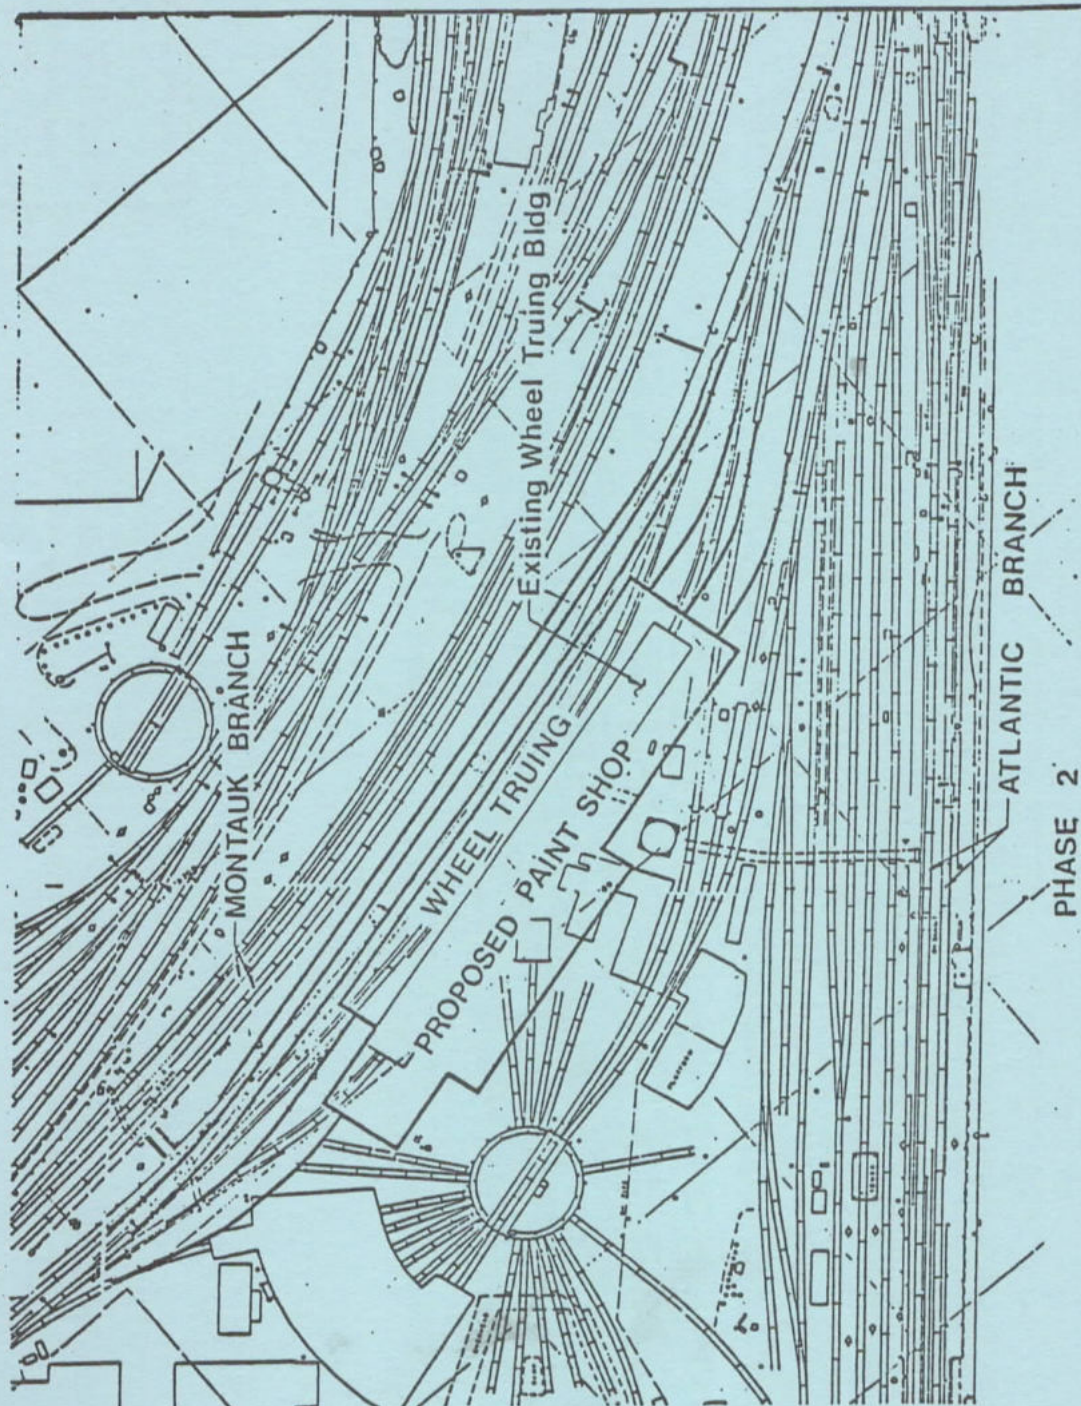 MONTAUK BRANCH
Existing Wheel Truing Bldg
WHEEL TRUING
PROPOSED PAINT SHOP
ATLANTIC BRANCH
PHASE 2